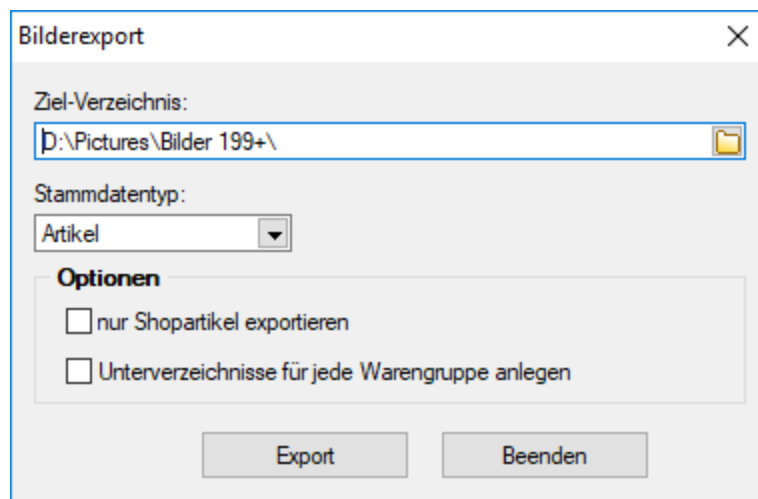 Bilderexport
Ziel-Verzeichnis:
D:\Pictures\Bilder 199+\
Stammdatentyp:
Artikel
Optionen
nur Shopartikel exportieren
Unterverzeichnisse für jede Warengruppe anlegen
Export Beenden